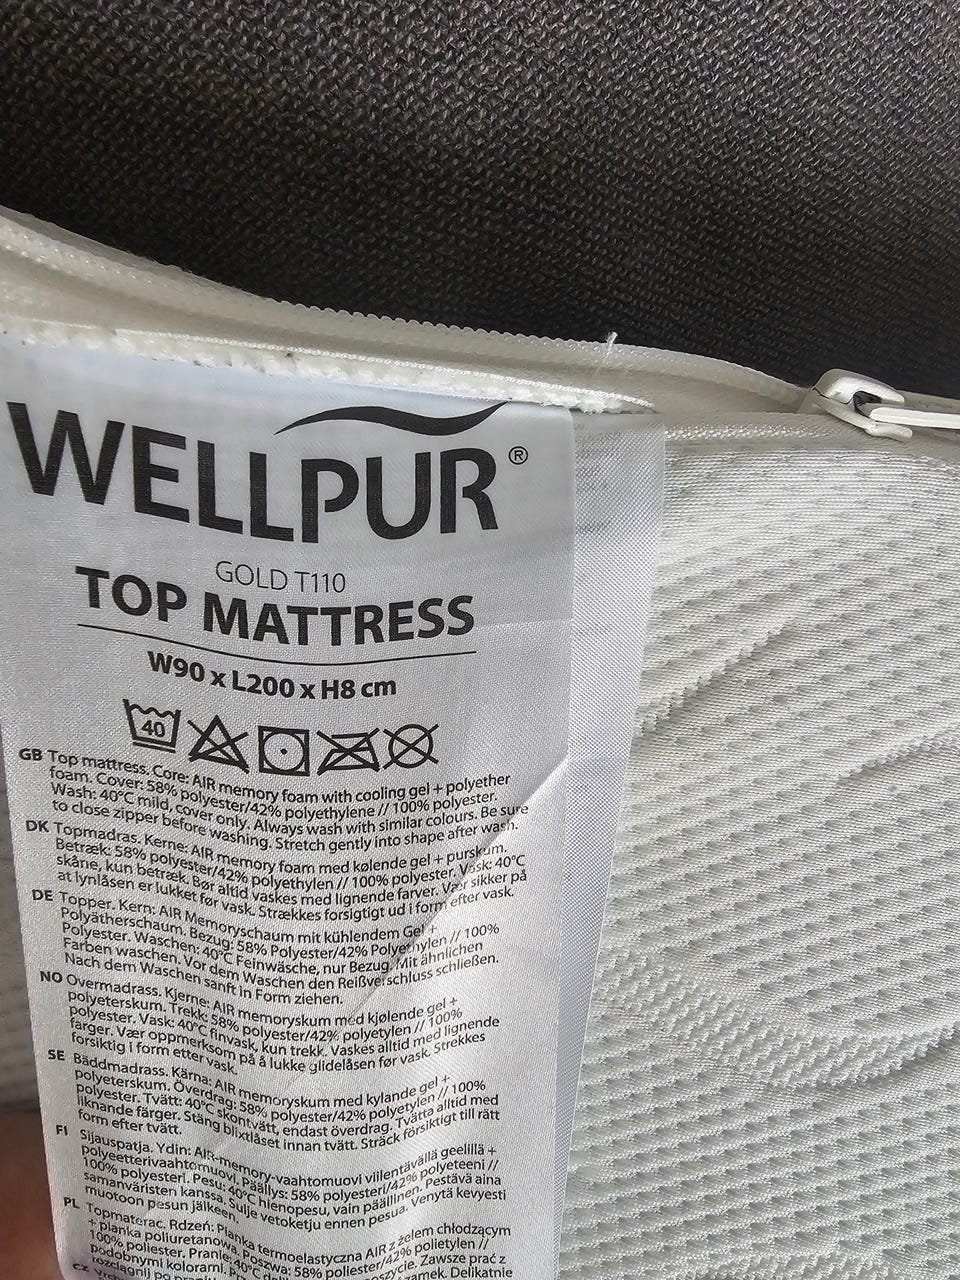 WELLPUR®
GOLD T110
TOP MATTRESS
W90 x L200 x H8 cm
40
GB Top mattress. Core: AIR memory foam with cooling gel + polyether
foam. Cover: 58% polyester/42% polyethylene // 100% polyester.
Wash: 40°C mild, cover only. Always wash with similar colours. Be sure
to close zipper before washing. Stretch gently into shape after wash.
DK Topmadras. Kerne: AIR memory foam med kølende gel + purskum.
Betræk: 58% polyester/42% polyethylen // 100% polyester. Vask: 40°C
skåne, kun betræk. Bør altid vaskes med lignende farver. Vær sikker på
at lynlåsen er lukket før vask. Strækkes forsigtigt ud i form efter vask.
DE Topper. Kern: AIR Memoryschaum mit kühlendem Gel +
Polyätherschaum. Bezug: 58% Polyester/42% Polyethylen // 100%
Polyester. Waschen: 40°C Feinwäsche, nur Bezug. Mit ähnlichen
Farben waschen. Vor dem Waschen den Reißverschluss schließen.
Nach dem Waschen sanft in Form ziehen.
NO Overmadrass. Kjerne: AIR memoryskum med kjølende gel +
polyeterskum. Trekk: 58% polyester/42% polyetylen // 100%
polyester. Vask: 40°C finvask, kun trekk. Vaskes alltid med lignende
farger. Vær oppmerksom på å lukke glidelåsen før vask. Strekkes
forsiktig i form etter vask.
SE Bäddmadrass. Kärna: AIR memoryskum med kylande gel +
polyeterskum. Överdrag: 58% polyester/42% polyetylen // 100%
polyester. Tvätt: 40°C skontvätt, endast överdrag. Tvätta alltid med
liknande färger. Stäng blixtlåset innan tvätt. Sträck försiktigt till rätt
form efter tvätt.
FI Sijauspatja. Ydin: AIR-memory-vaahtomuovi viilentävällä geelillä +
polyeetterivaahtomuovi. Päällys: 58% polyesteri/42% polyeteeni //
100% polyesteri. Pesu: 40°C hienopesu, vain päällinen. Pestävä aina
samanväristen kanssa. Sulje vetoketju ennen pesua. Venytä kevyesti
muotoon pesun jälkeen.
PL Topmaterac. Rdzeń: Pianka termoelastyczna AIR z żelem chłodzącym
+ pianka poliuretanowa. Poszwa: 58% polyester/42% polietylen //
100% poliester. Pranie: 40°C Zawsze prać z
podobnymi kolorami. zamek. Delikatnie
rozciągnij po
CZ